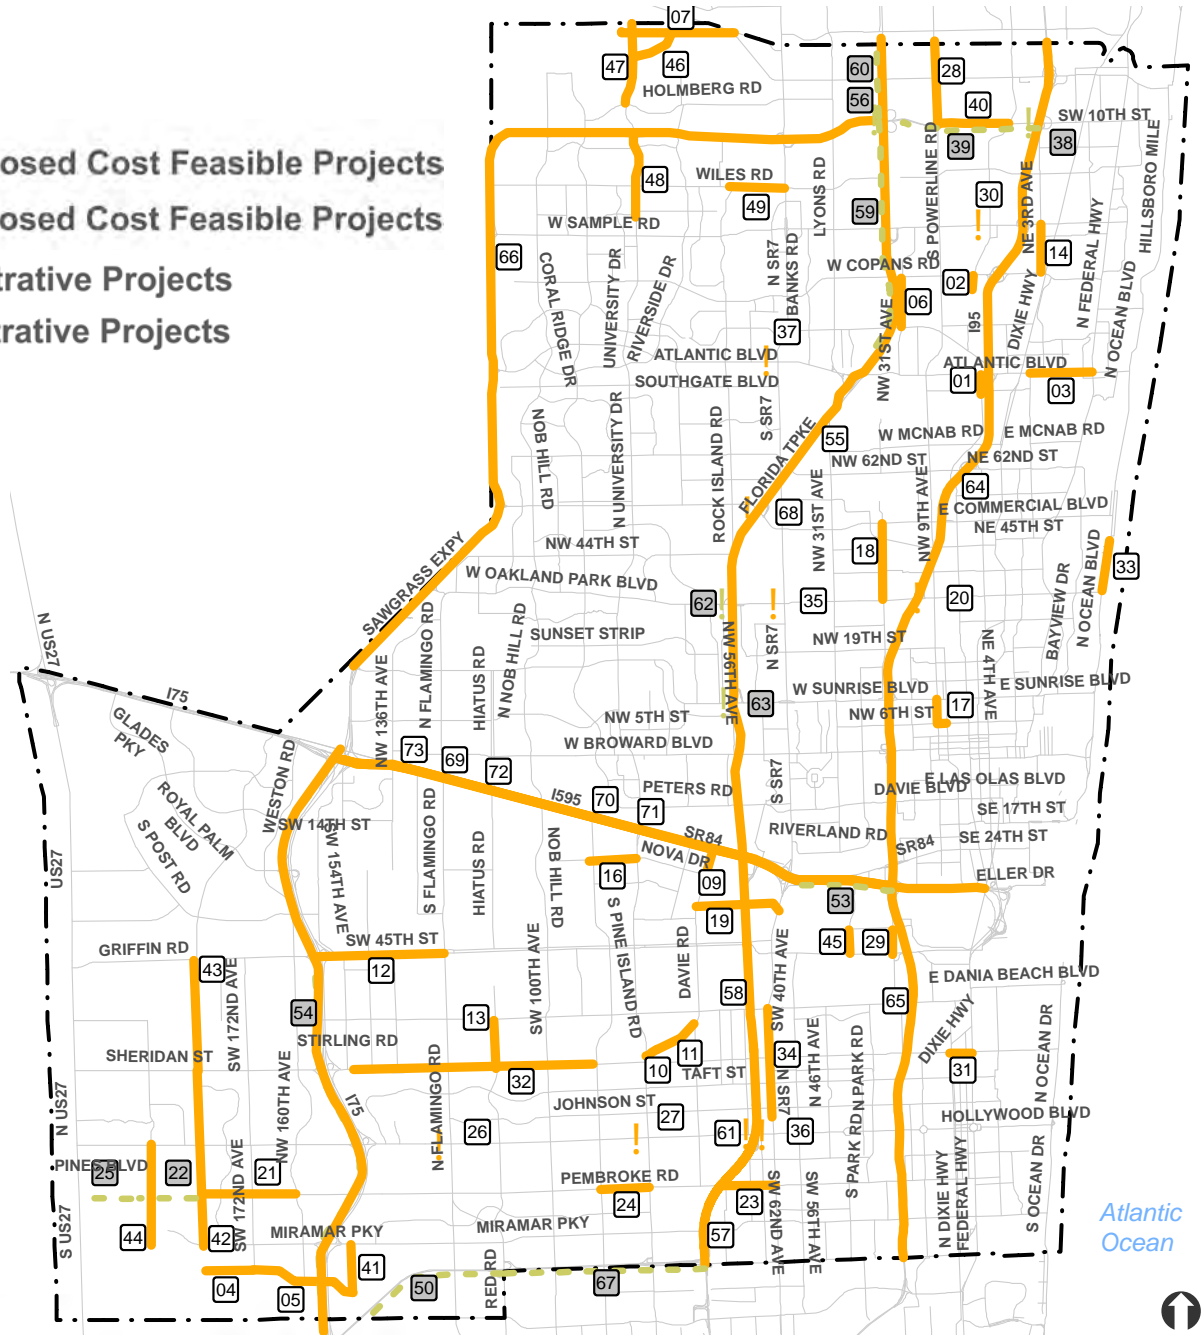 07
47
46
60
28
HOLMBERG RD
56
40
SW 10TH ST
39
38
osed Cost Feasible Projects
WILES RD
48
49
LYONS RD
S POWERLINE RD
30
NE 3RD AVE
HILLSBORO MILE
osed Cost Feasible Projects
59
W SAMPLE RD
N FEDERAL HWY
14
66
CORAL RIDGE DR
UNIVERSITY DR
RIVERSIDE DR
N SR7
BANKS RD
W COPANS RD
02
06
trative Projects
I95
DIXIE HWY
N OCEAN BLVD
trative Projects
37
NW 31ST AVE
ATLANTIC BLVD
ATLANTIC BLVD
SOUTHGATE BLVD
01
03
NOB HILL RD
N UNIVERSITY DR
ROCK ISLAND RD
S SR7
FLORIDA TPKE
55
W MCNAB RD
E MCNAB RD
NW 62ND ST
NE 62ND ST
64
NW 31ST AVE
NW 9TH AVE
68
E COMMERCIAL BLVD
NE 45TH ST
NW 44TH ST
18
SAWGRASS EXPY
W OAKLAND PARK BLVD
33
N OCEAN BLVD
BAYVIEW DR
62
35
20
N US27
N FLAMINGO RD
N NOB HILL RD
SUNSET STRIP
NW 56TH AVE
N SR7
NW 19TH ST
NE 4TH AVE
NW 136TH AVE
HIATUS RD
I75
W SUNRISE BLVD
E SUNRISE BLVD
63
17
GLADES
PKY
NW 5TH ST
NW 6TH ST
W BROWARD BLVD
73
69
72
WESTON RD
I595
70
71
PETERS RD
S SR7
DAVIE BLVD
E LAS OLAS BLVD
ROYAL PALM
BLVD
SE 17TH ST
SW 14TH ST
S POST RD
SW 154TH AVE
S FLAMINGO RD
HIATUS RD
NOB HILL RD
SR84
RIVERLAND RD
SR84
SE 24TH ST
US27
NOVA DR
16
09
ELLER DR
S PINE ISLAND RD
53
19
GRIFFIN RD
SW 45TH ST
12
43
DAVIE RD
SW 40TH AVE
45
29
E DANIA BEACH BLVD
SW 172ND AVE
SW 100TH AVE
58
65
54
13
STIRLING RD
DIXIE HWY
N OCEAN DR
SHERIDAN ST
NW 160TH AVE
11
34
10
TAFT ST
N SR7
N 46TH AVE
N PARK RD
31
32
I75
N US27
N FLAMINGO RD
JOHNSON ST
27
HOLLYWOOD BLVD
26
61
36
PINES BLVD
25
22
21
SW 172ND AVE
PEMBROKE RD
24
23
SW 62ND AVE
SW 56TH AVE
S PARK RD
N DIXIE HWY
FEDERAL HWY
S OCEAN DR
S US27
44
42
MIRAMAR PKY
MIRAMAR PKY
57
Atlantic
Ocean
41
04
05
50
RED RD
67